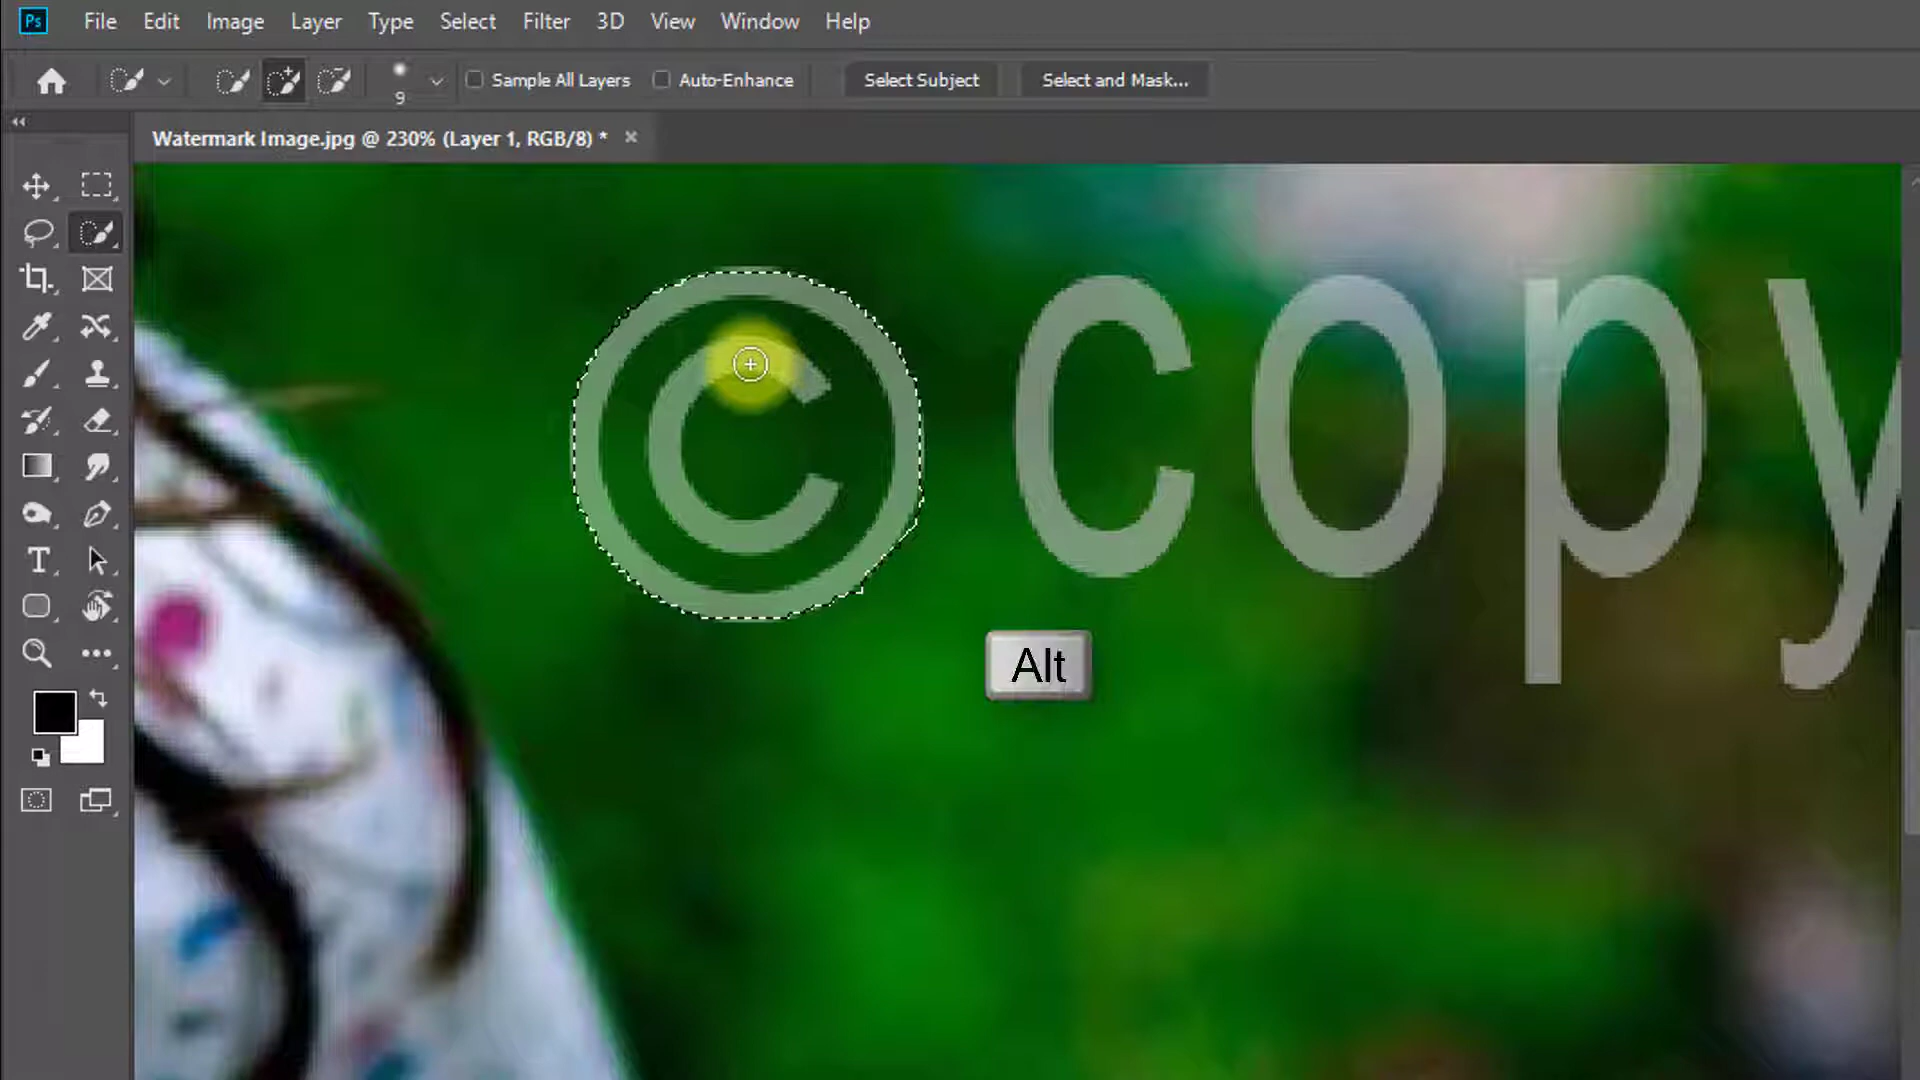 Ps File Edit Image Layer Type Select Filter 3D View Window Help
9 Sample All Layers Auto-Enhance Select Subject Select and Mask...
Watermark Image.jpg @ 230% (Layer 1, RGB/8) *
© copy
Alt